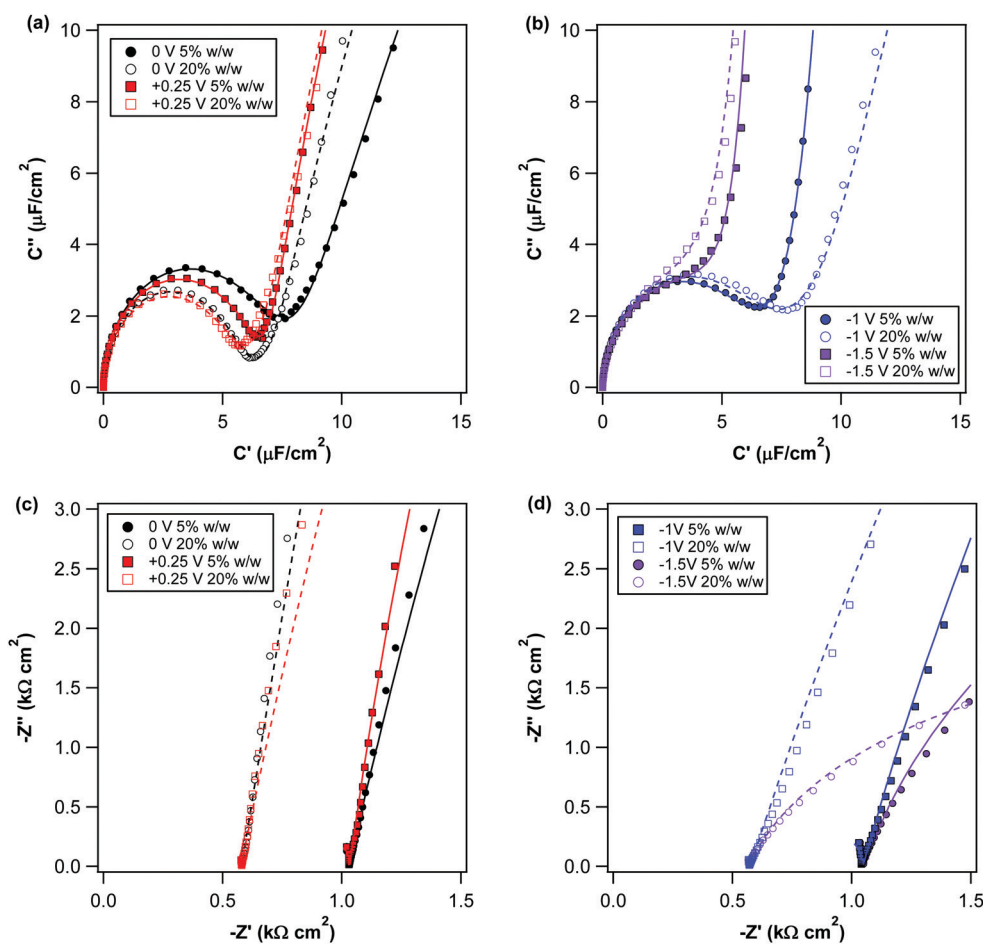 (a)
0 V 5% w/w
0 V 20% w/w
+0.25 V 5% w/w
+0.25 V 20% w/w
10
8
6
4
2
0
C'' (μF/cm²)
0 5 10 15
C' (μF/cm²)
(b)
10
8
6
4
2
0
C'' (μF/cm²)
-1 V 5% w/w
-1 V 20% w/w
-1.5 V 5% w/w
-1.5 V 20% w/w
0 5 10 15
C' (μF/cm²)
(c)
0 V 5% w/w
0 V 20% w/w
+0.25 V 5% w/w
+0.25 V 20% w/w
3.0
2.5
2.0
1.5
1.0
0.5
0.0
-Z'' (kΩ cm²)
0.0 0.5 1.0 1.5
-Z' (kΩ cm²)
(d)
-1V 5% w/w
-1V 20% w/w
-1.5V 5% w/w
-1.5V 20% w/w
3.0
2.5
2.0
1.5
1.0
0.5
0.0
-Z'' (kΩ cm²)
0.0 0.5 1.0 1.5
-Z' (kΩ cm²)